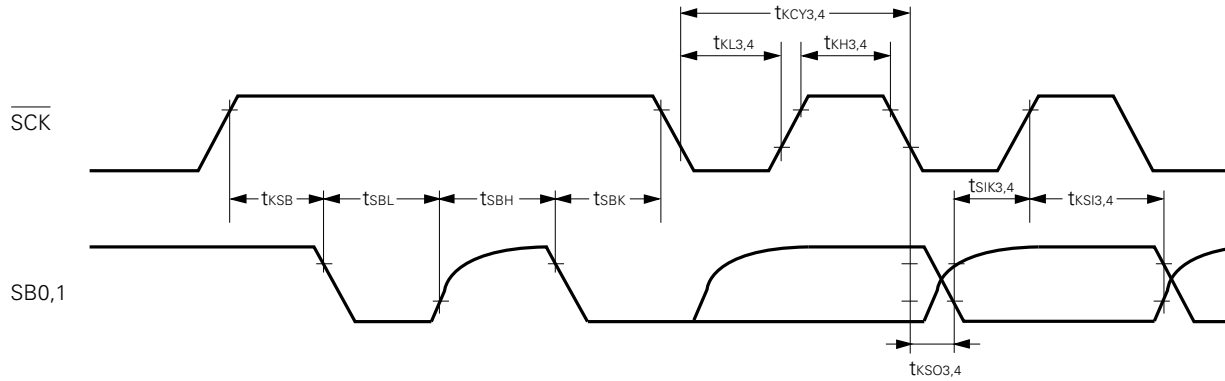 tKCY3,4
tKL3,4 tKH3,4
SCK
tKSB tSBL tSBH tSBK tSIK3,4 tKSI3,4
SB0,1
tKSO3,4